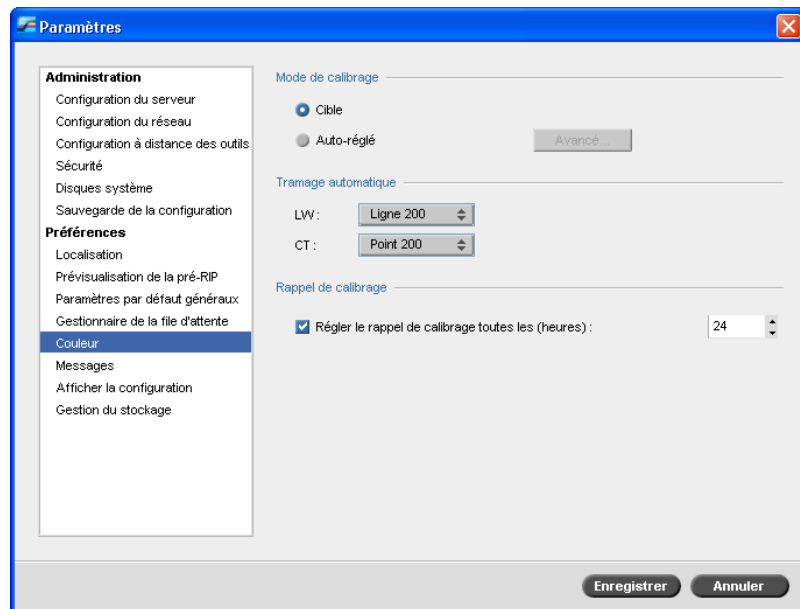 Paramètres
Administration
Configuration du serveur
Configuration du réseau
Configuration à distance des outils
Sécurité
Disques système
Sauvegarde de la configuration
Préférences
Localisation
Prévisualisation de la pré-RIP
Paramètres par défaut généraux
Gestionnaire de la file d'attente
Couleur
Messages
Afficher la configuration
Gestion du stockage
Mode de calibrage
Cible
Auto-réglé
Avancé...
Tramage automatique
LW :
Ligne 200
CT :
Point 200
Rappel de calibrage
Régler le rappel de calibrage toutes les (heures) :
24
Enregistrer
Annuler